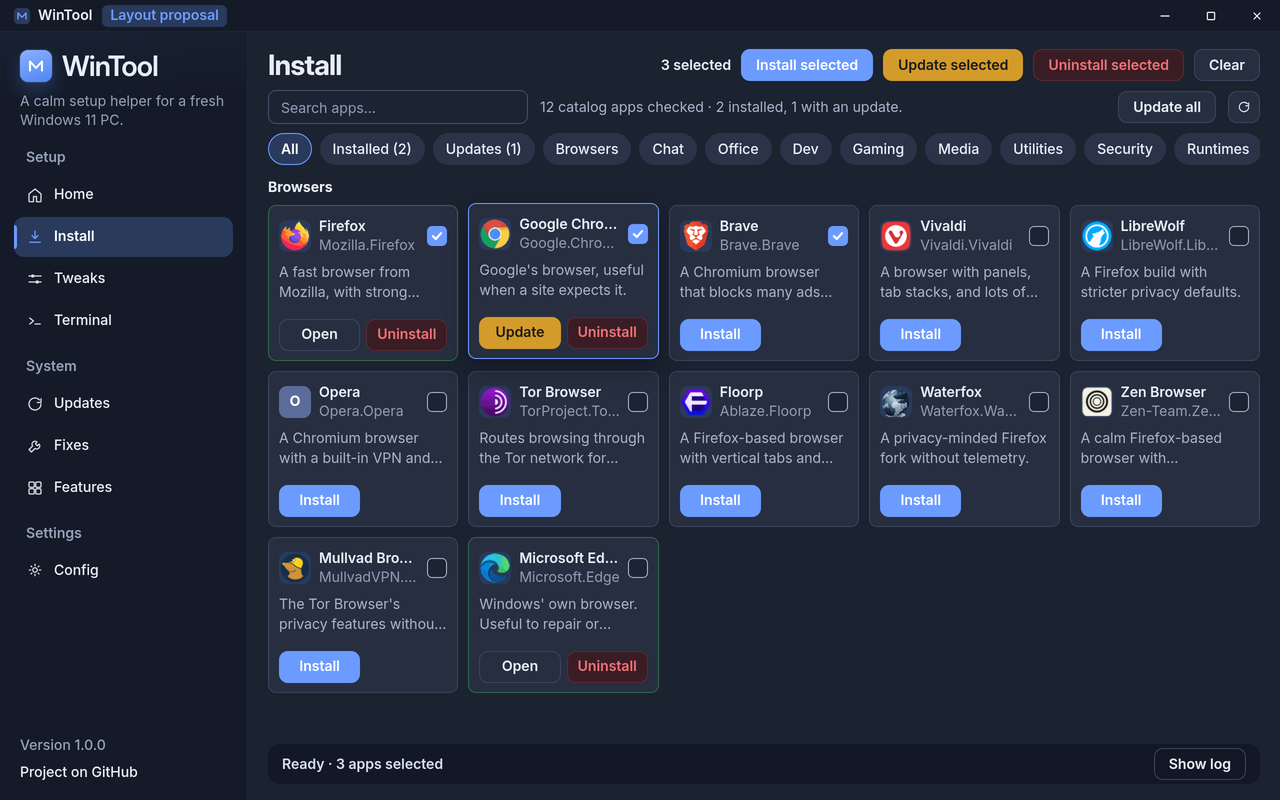 WinTool Layout proposal
WinTool
A calm setup helper for a fresh
Windows 11 PC.
Setup
Home
Install
Tweaks
Terminal
System
Updates
Fixes
Features
Settings
Config
Version 1.0.0
Project on GitHub
Install
3 selected Install selected Update selected Uninstall selected Clear
Search apps...
12 catalog apps checked · 2 installed, 1 with an update.
Update all
All Installed (2) Updates (1) Browsers Chat Office Dev Gaming Media Utilities Security Runtimes
Browsers
Firefox
Mozilla.Firefox
A fast browser from
Mozilla, with strong...
Open Uninstall
Google Chro...
Google.Chro...
Google's browser, useful
when a site expects it.
Update Uninstall
Brave
Brave.Brave
A Chromium browser
that blocks many ads...
Install
Vivaldi
Vivaldi.Vivaldi
A browser with panels,
tab stacks, and lots of...
Install
LibreWolf
LibreWolf.Lib...
A Firefox build with
stricter privacy defaults.
Install
O
Opera
Opera.Opera
A Chromium browser
with a built-in VPN and...
Install
Tor Browser
TorProject.To...
Routes browsing through
the Tor network for...
Install
Floorp
Ablaze.Floorp
A Firefox-based browser
with vertical tabs and...
Install
Waterfox
Waterfox.Wa...
A privacy-minded Firefox
fork without telemetry.
Install
Zen Browser
Zen-Team.Ze...
A calm Firefox-based
browser with...
Install
Mullvad Bro...
MullvadVPN....
The Tor Browser's
privacy features withou...
Install
Microsoft Ed...
Microsoft.Edge
Windows' own browser.
Useful to repair or...
Open Uninstall
Ready · 3 apps selected
Show log